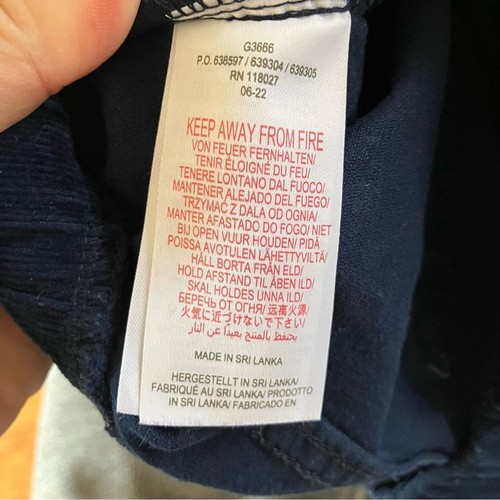 G3666
P.O. 638597 / 639304 / 639305
RN 118027
06-22
KEEP AWAY FROM FIRE
VON FEUER FERNHALTEN/
TENIR ÉLOIGNÉ DU FEU/
TENERE LONTANO DAL FUOCO/
MANTENER ALEJADO DEL FUEGO/
TRZYMAĆ Z DALA OD OGNIA/
MANTER AFASTADO DO FOGO/ NIET
BIJ OPEN VUUR HOUDEN/ PIDÄ
POISSA AVOTULEN LÄHETTYVILTÄ/
HÅLL BORTA FRÅN ELD/
HOLD AFSTAND TIL ÅBEN ILD/
SKAL HOLDES UNNA ILD/
БЕРЕЧЬ ОТ ОГНЯ/ 远离火源/
火気に近づけないで下さい/
يحتفظ بالمنتج بعيدًا عن النار
MADE IN SRI LANKA
HERGESTELLT IN SRI LANKA/
FABRIQUÉ AU SRI LANKA/ PRODOTTO
IN SRI LANKA/ FABRICADO EN